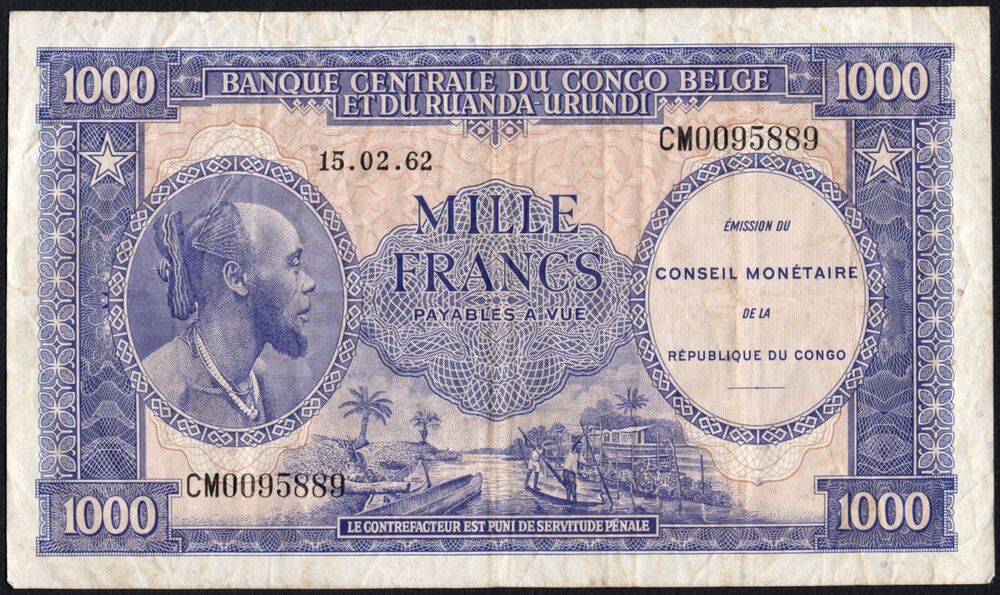 1000
BANQUE CENTRALE DU CONGO BELGE
ET DU RUANDA-URUNDI
1000
CM0095889
15.02.62
MILLE
FRANCS
PAYABLES A VUE
ÉMISSION DU
CONSEIL MONÉTAIRE
DE LA
RÉPUBLIQUE DU CONGO
CM0095889
1000
LE CONTREFACTEUR EST PUNI DE SERVITUDE PÉNALE
1000